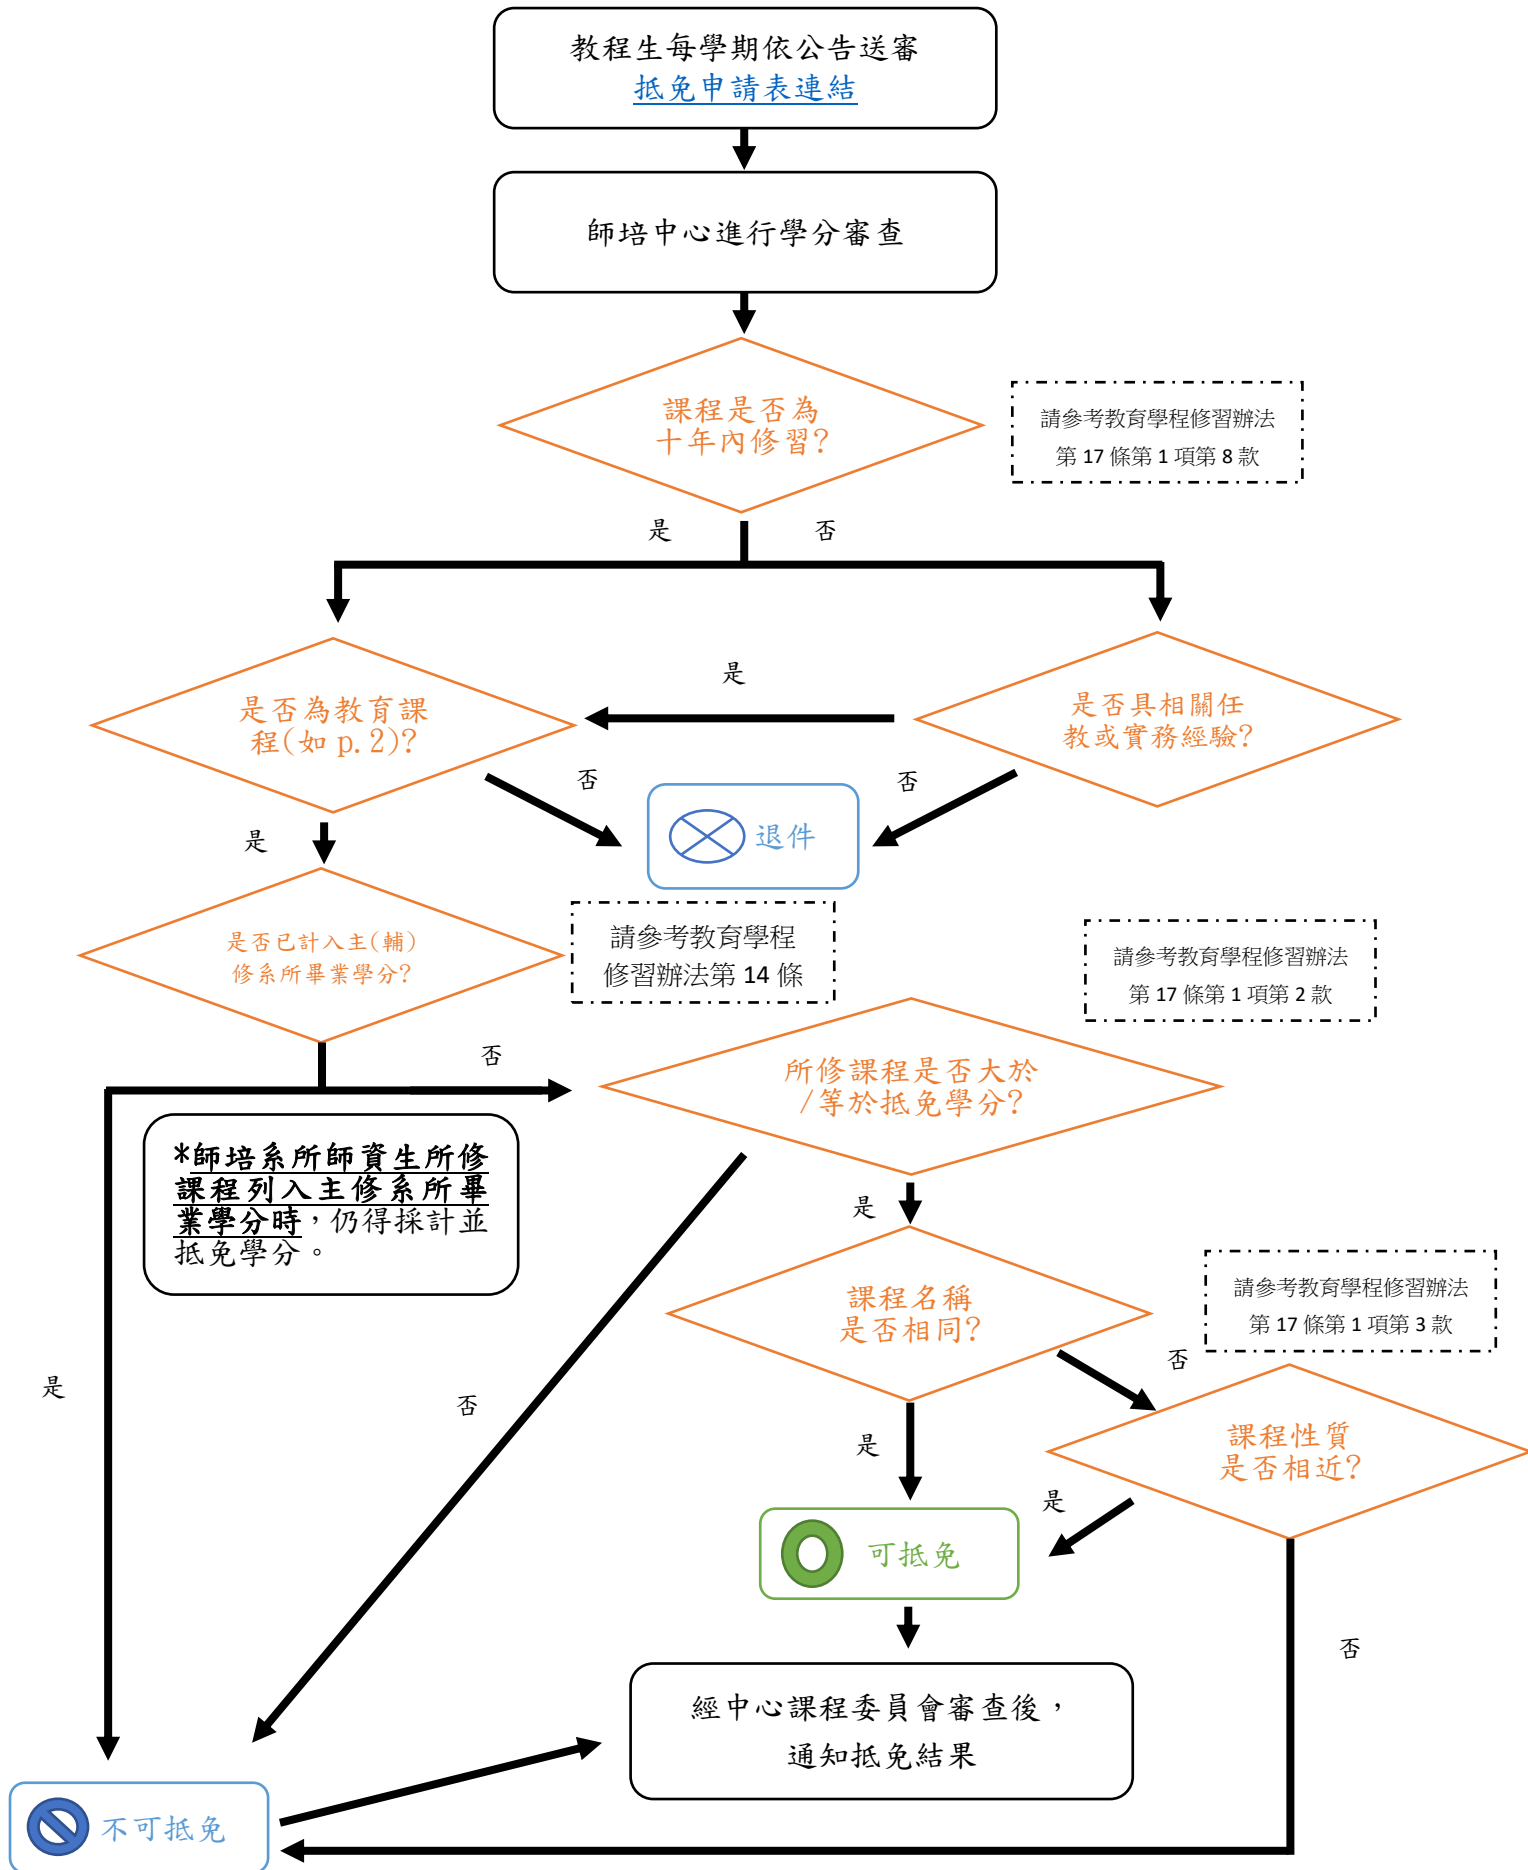 教程生每學期依公告送審
抵免申請表連結
師培中心進行學分審查
課程是否為
十年內修習?
請參考教育學程修習辦法
第 17 條第 1 項第 8 款
是
否
是否為教育課
程(如 p.2)?
是
是否具相關任
教或實務經驗?
否
否
退件
是
是否已計入主(輔)
修系所畢業學分?
請參考教育學程
修習辦法第 14 條
請參考教育學程修習辦法
第 17 條第 1 項第 2 款
否
所修課程是否大於
/等於抵免學分?
*師培系所師資生所修
課程列入主修系所畢
業學分時，仍得採計並
抵免學分。
是
課程名稱
是否相同?
請參考教育學程修習辦法
第 17 條第 1 項第 3 款
否
是
否
是
課程性質
是否相近?
是
可抵免
否
經中心課程委員會審查後，
通知抵免結果
不可抵免